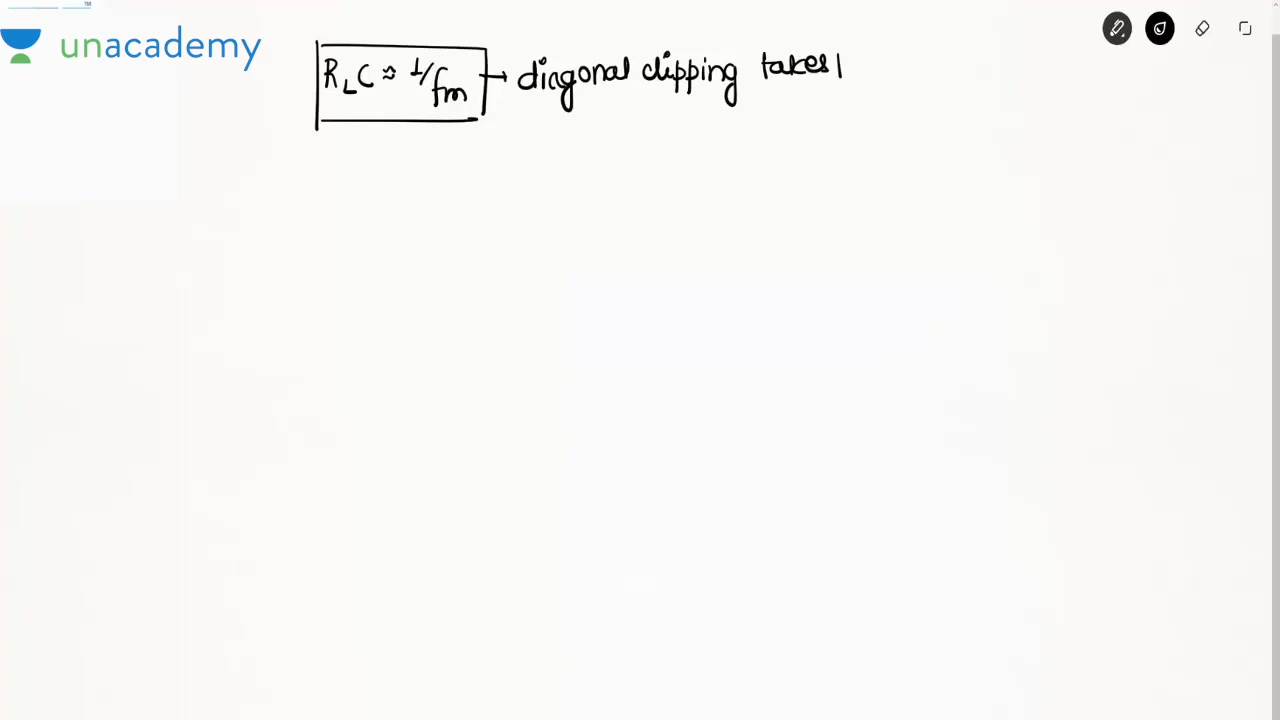 unacademy
R_L C ≈ 1/fm → diagonal clipping takes